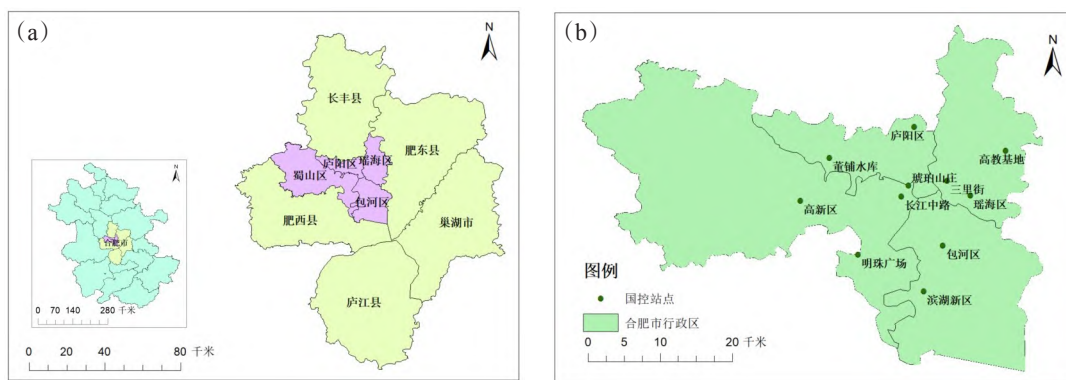 (a)
N
长丰县
肥东县
庐阳区
瑶海区
蜀山区
包河区
肥西县
巢湖市
庐江县
N
合肥市
0 70 140 280 千米
0 20 40 60 80 千米
(b)
N
庐阳区
高教基地
董铺水库
琥珀山庄
三里街
瑶海区
长江中路
高新区
包河区
明珠广场
滨湖新区
图例
国控站点
合肥市行政区
0 5 10 20 千米